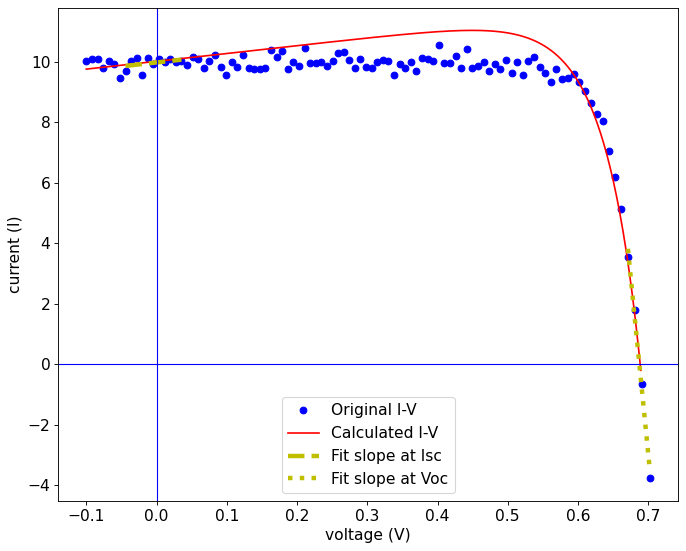 10
8
6
4
2
0
−2
−4
current (I)
Original I-V
Calculated I-V
Fit slope at Isc
Fit slope at Voc
−0.1 0.0 0.1 0.2 0.3 0.4 0.5 0.6 0.7
voltage (V)